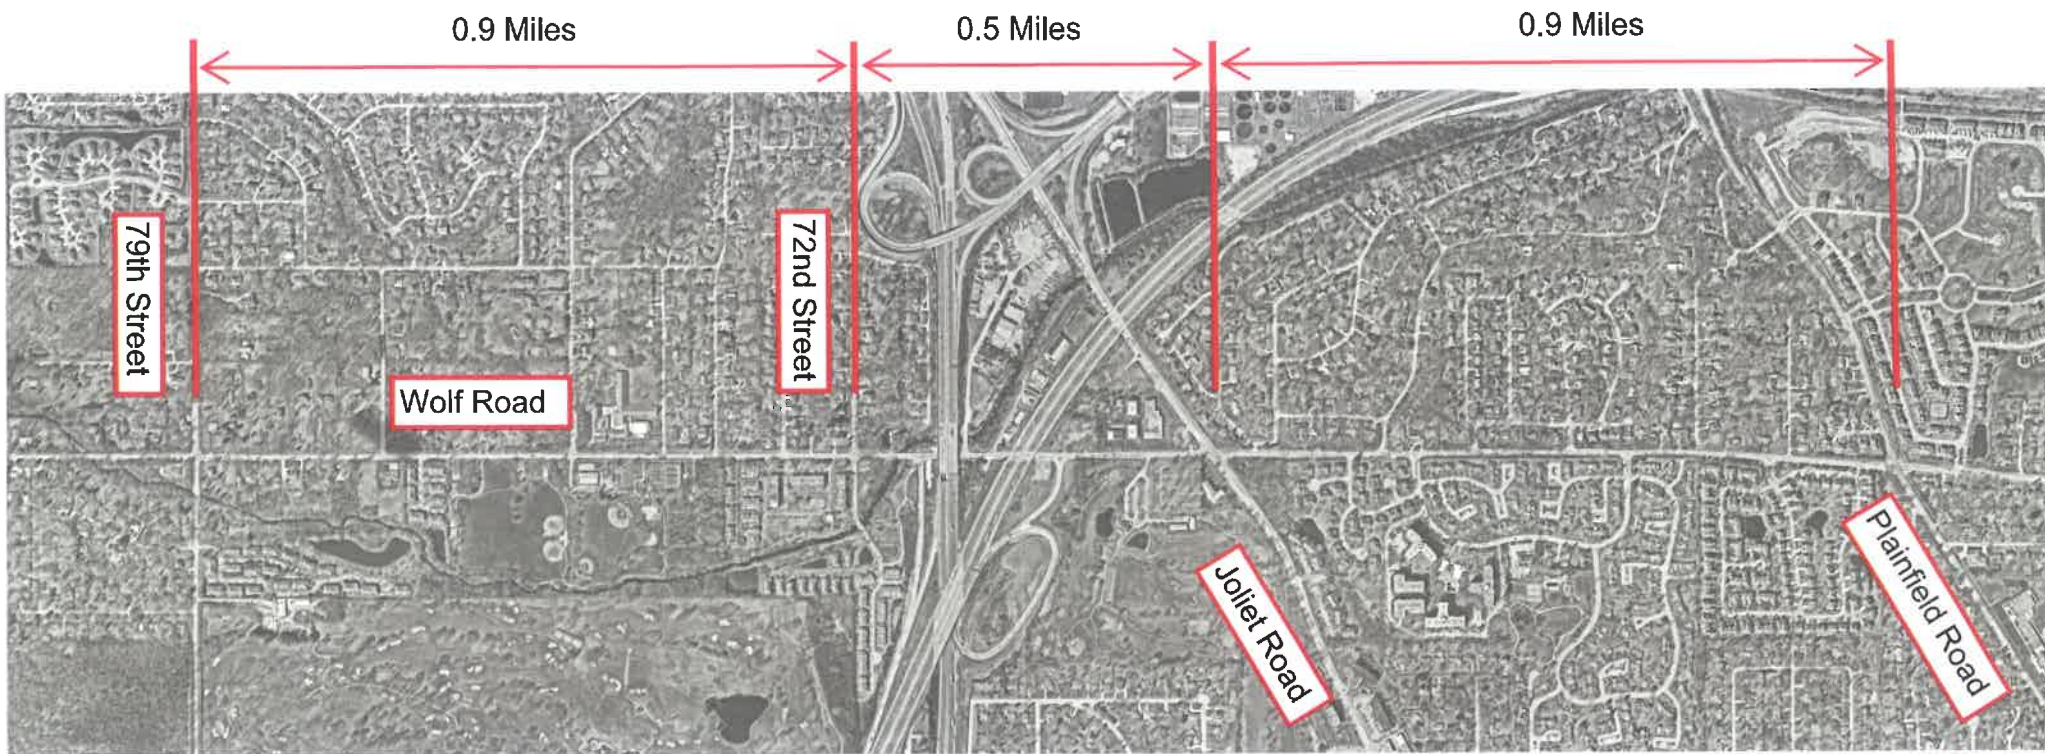 0.9 Miles
0.5 Miles
0.9 Miles
79th Street
72nd Street
Wolf Road
Joliet Road
Plainfield Road